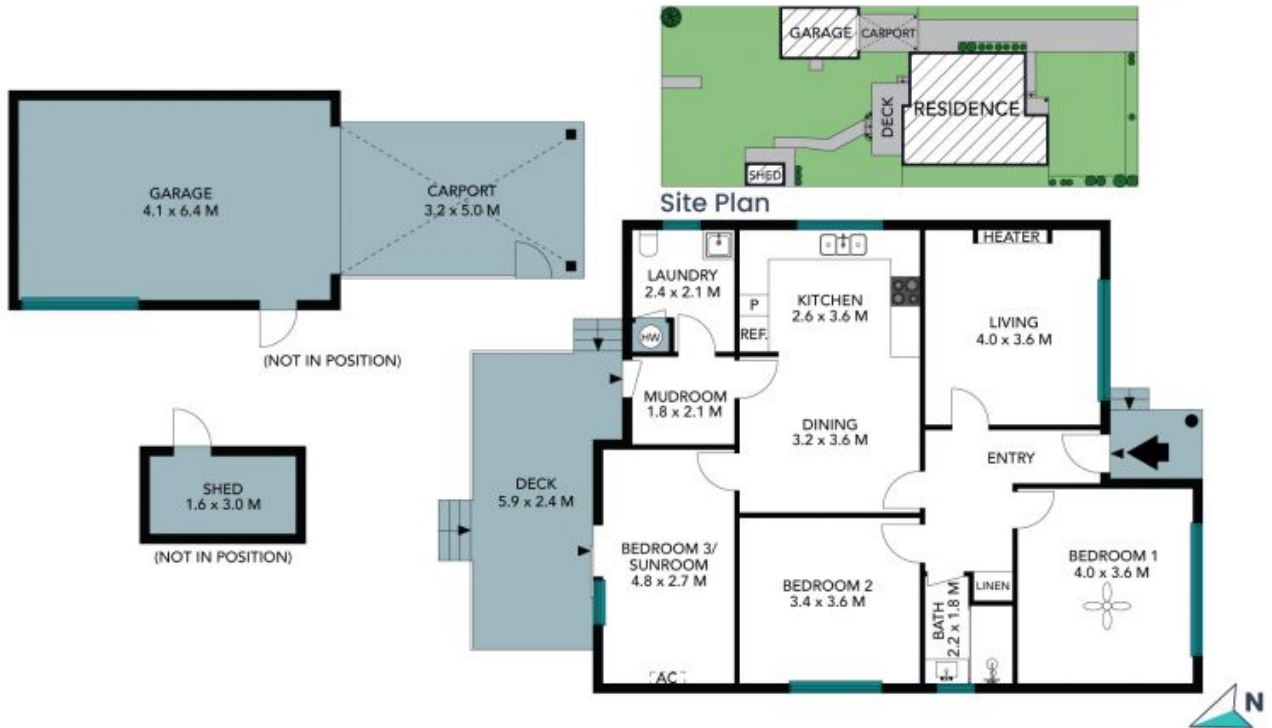 GARAGE
CARPORT
DECK
RESIDENCE
SHED
Site Plan
GARAGE
4.1 x 6.4 M
CARPORT
3.2 x 5.0 M
(NOT IN POSITION)
SHED
1.6 x 3.0 M
(NOT IN POSITION)
LAUNDRY
2.4 x 2.1 M
HW
P
REF.
KITCHEN
2.6 x 3.6 M
HEATER
LIVING
4.0 x 3.6 M
MUDROOM
1.8 x 2.1 M
DINING
3.2 x 3.6 M
ENTRY
DECK
5.9 x 2.4 M
BEDROOM 3/
SUNROOM
4.8 x 2.7 M
AC
BEDROOM 2
3.4 x 3.6 M
BATH
2.2 x 1.8 M
LINEN
BEDROOM 1
4.0 x 3.6 M
N